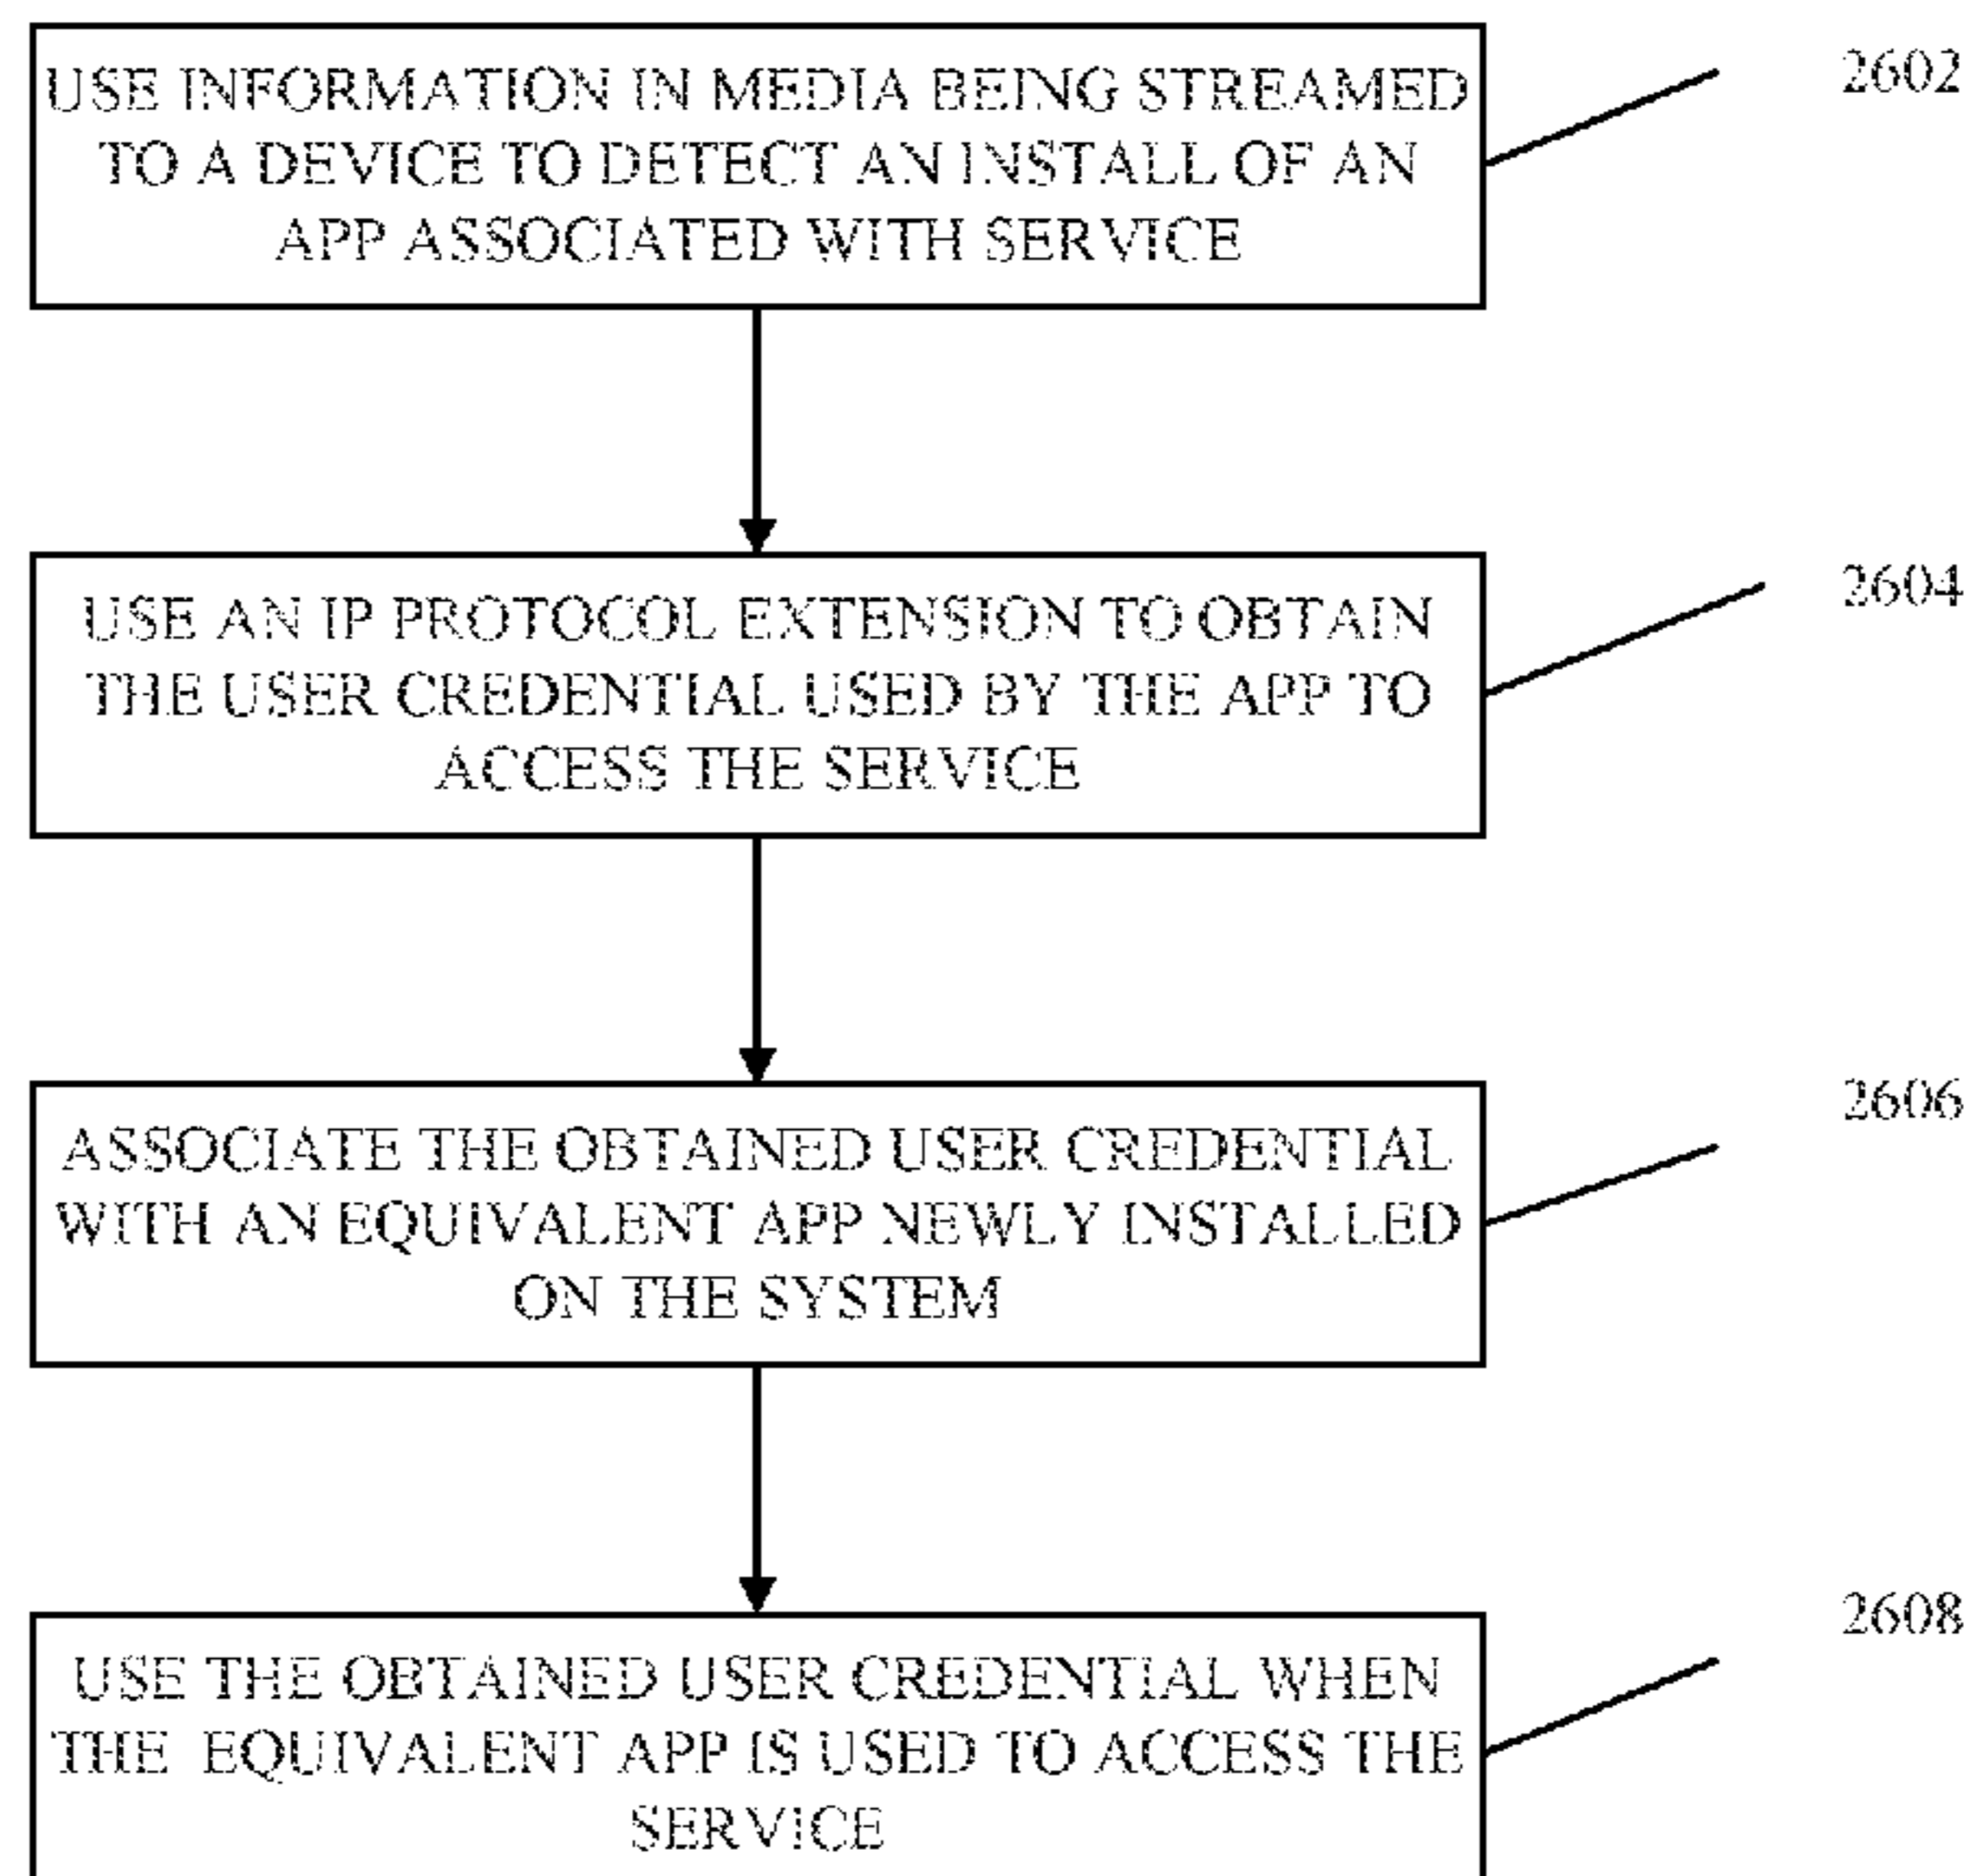 USE INFORMATION IN MEDIA BEING STREAMED
TO A DEVICE TO DETECT AN INSTALL OF AN
APP ASSOCIATED WITH SERVICE
2602
USE AN IP PROTOCOL EXTENSION TO OBTAIN
THE USER CREDENTIAL USED BY THE APP TO
ACCESS THE SERVICE
2604
ASSOCIATE THE OBTAINED USER CREDENTIAL
WITH AN EQUIVALENT APP NEWLY INSTALLED
ON THE SYSTEM
2606
USE THE OBTAINED USER CREDENTIAL WHEN
THE EQUIVALENT APP IS USED TO ACCESS THE
SERVICE
2608